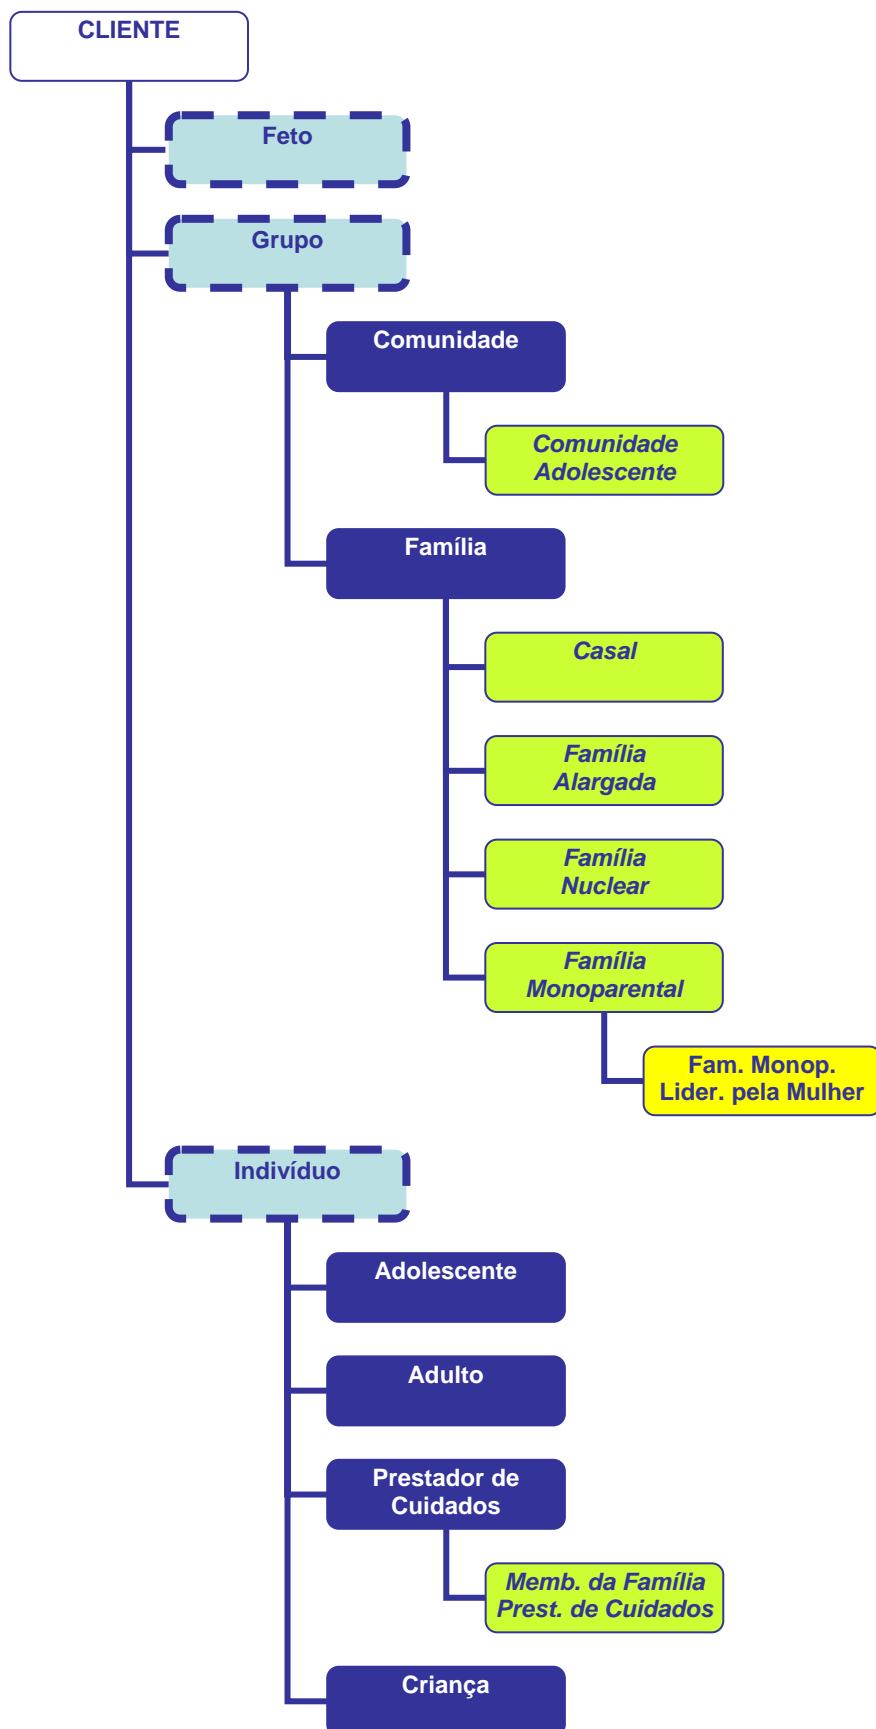 CLIENTE
Feto
Grupo
Comunidade
Comunidade
Adolescente
Família
Casal
Família
Alargada
Família
Nuclear
Família
Monoparental
Fam. Monop.
Lider. pela Mulher
Indivíduo
Adolescente
Adulto
Prestador de
Cuidados
Memb. da Família
Prest. de Cuidados
Criança